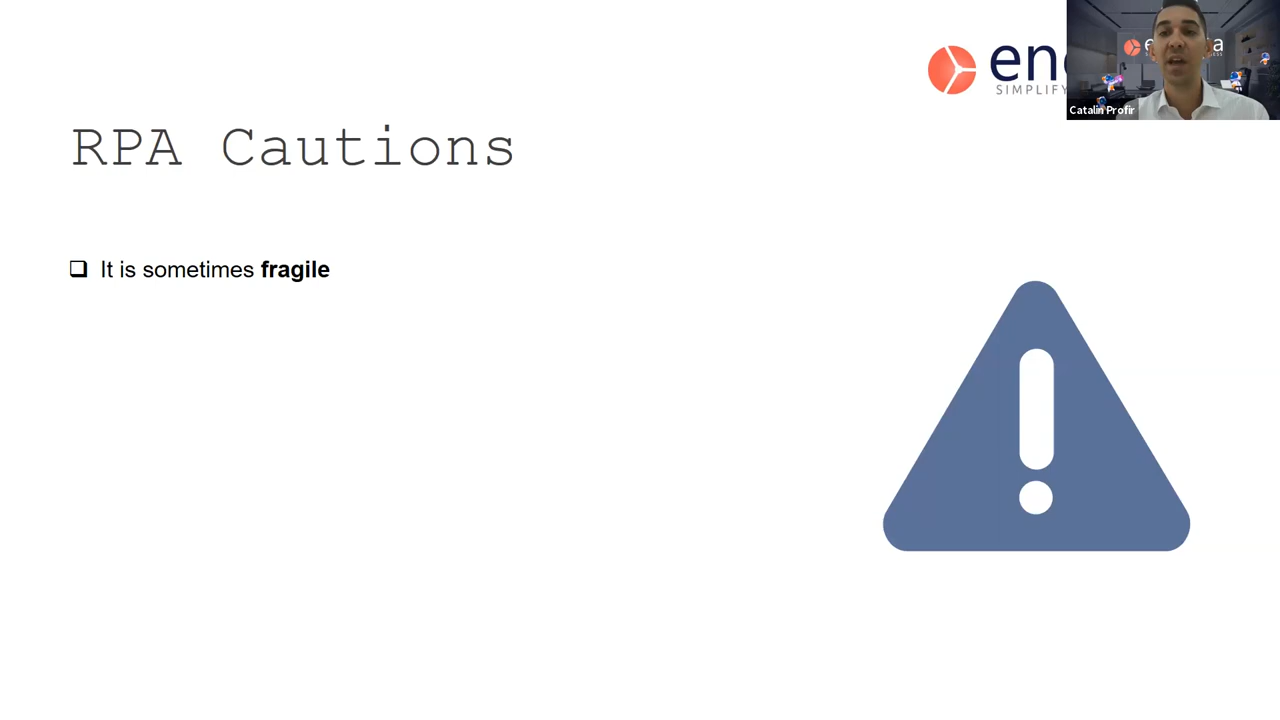 en
SIMPLIFY
Catalin Profir
RPA Cautions
It is sometimes fragile